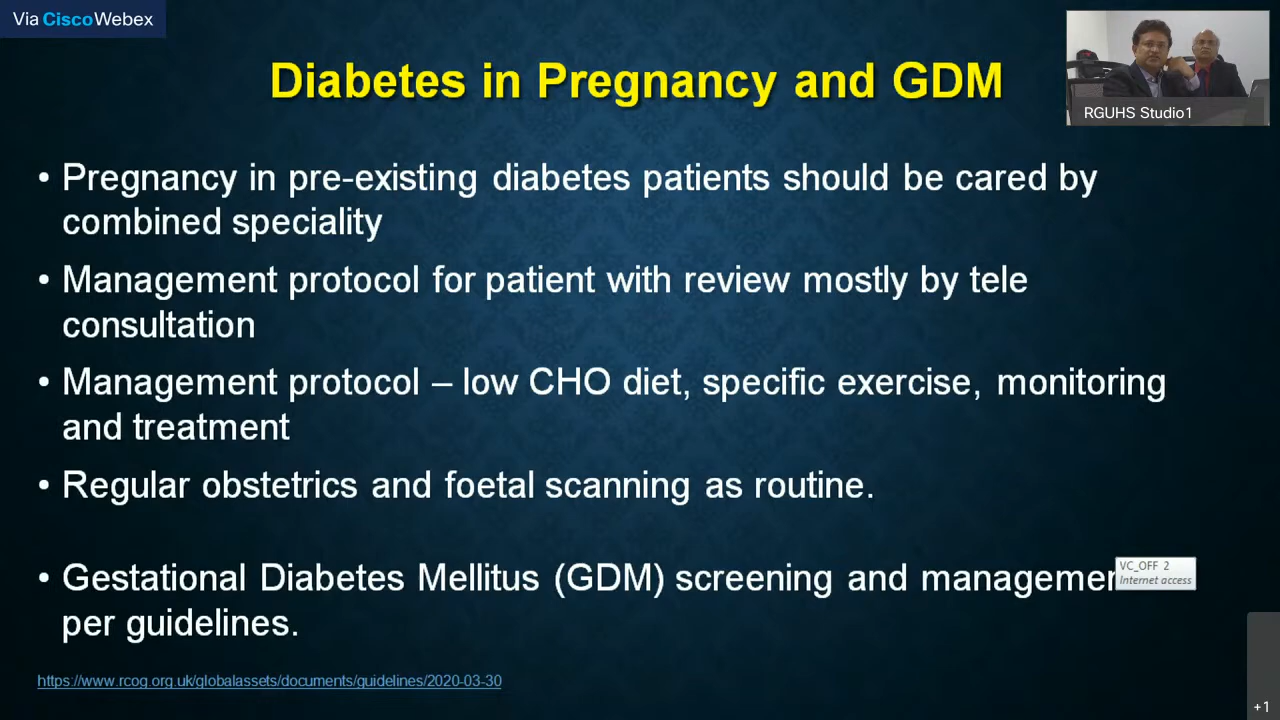 Via CiscoWebex
Diabetes in Pregnancy and GDM
RGUHS Studio1
• Pregnancy in pre-existing diabetes patients should be cared by
combined speciality
• Management protocol for patient with review mostly by tele
consultation
• Management protocol – low CHO diet, specific exercise, monitoring
and treatment
• Regular obstetrics and foetal scanning as routine.
• Gestational Diabetes Mellitus (GDM) screening and managemen
VC_OFF 2
Internet access
per guidelines.
https://www.rcog.org.uk/globalassets/documents/guidelines/2020-03-30
+1